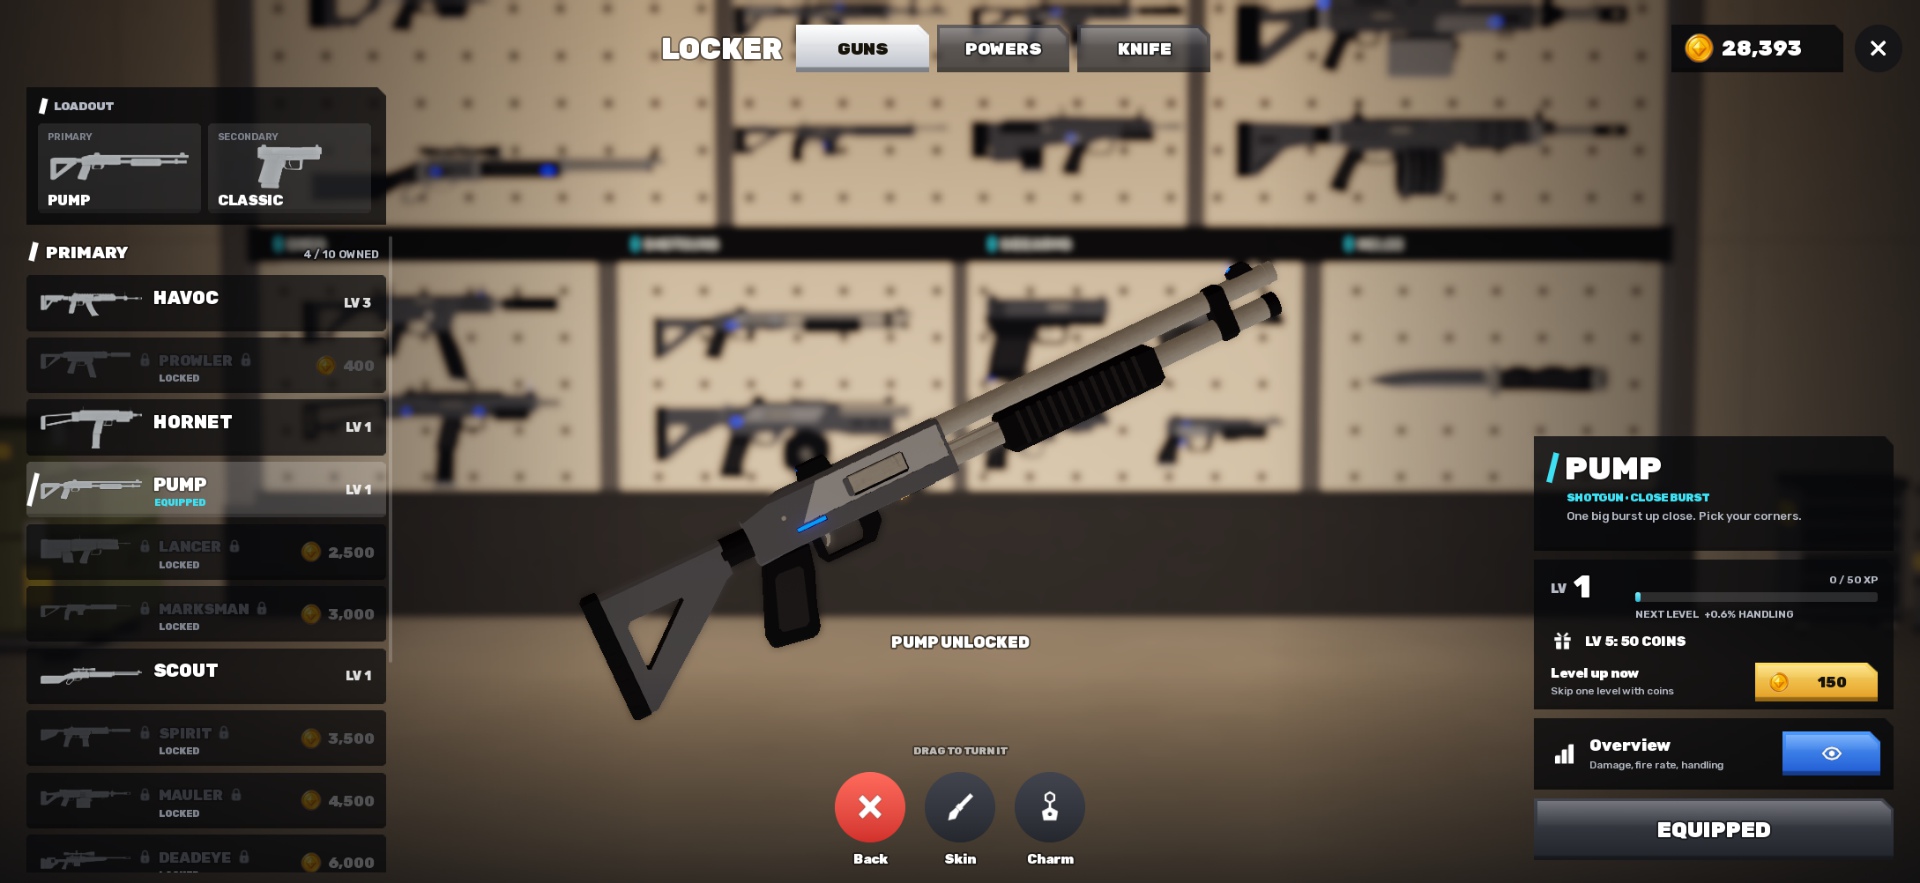 LOCKER
GUNS
POWERS
KNIFE
28,393
LOADOUT
PRIMARY
PUMP
SECONDARY
CLASSIC
PRIMARY
4 / 10 OWNED
HAVOC
LV 3
PROWLER
LOCKED
400
HORNET
LV 1
PUMP
EQUIPPED
LV 1
LANCER
LOCKED
2,500
MARKSMAN
LOCKED
3,000
SCOUT
LV 1
SPIRIT
LOCKED
3,500
MAULER
LOCKED
4,500
DEADEYE
6,000
PUMP UNLOCKED
DRAG TO TURN IT
Back
Skin
Charm
PUMP
SHOTGUN · CLOSE BURST
One big burst up close. Pick your corners.
LV 1
0 / 50 XP
NEXT LEVEL +0.6% HANDLING
LV 5: 50 COINS
Level up now
Skip one level with coins
150
Overview
Damage, fire rate, handling
EQUIPPED